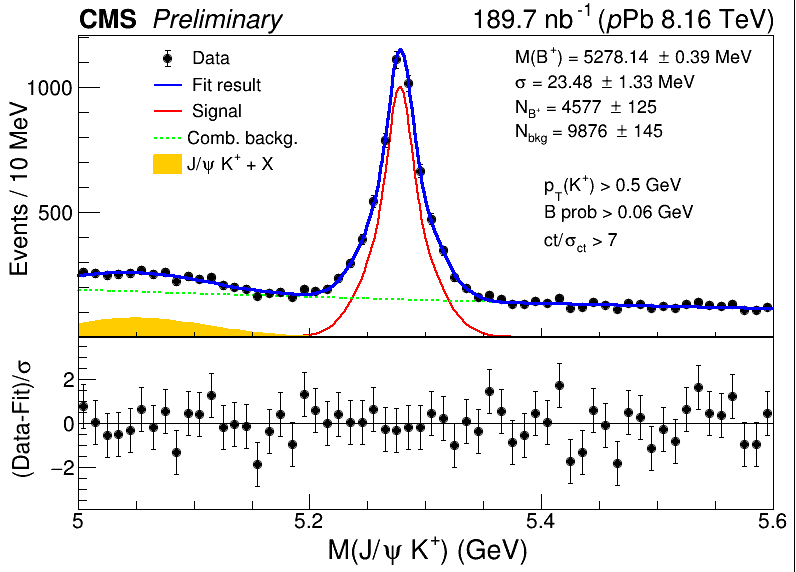 CMS Preliminary 189.7 nb⁻¹ (pPb 8.16 TeV)
Data
Fit result
Signal
Comb. backg.
J/ψ K⁺ + X
M(B⁺) = 5278.14 ± 0.39 MeV
σ = 23.48 ± 1.33 MeV
N_B⁺ = 4577 ± 125
N_bkg = 9876 ± 145
p_T(K⁺) > 0.5 GeV
B prob > 0.06 GeV
ct/σ_ct > 7
Events / 10 MeV
1000
500
(Data-Fit)/σ
2
0
−2
5 5.2 5.4 5.6
M(J/ψ K⁺) (GeV)